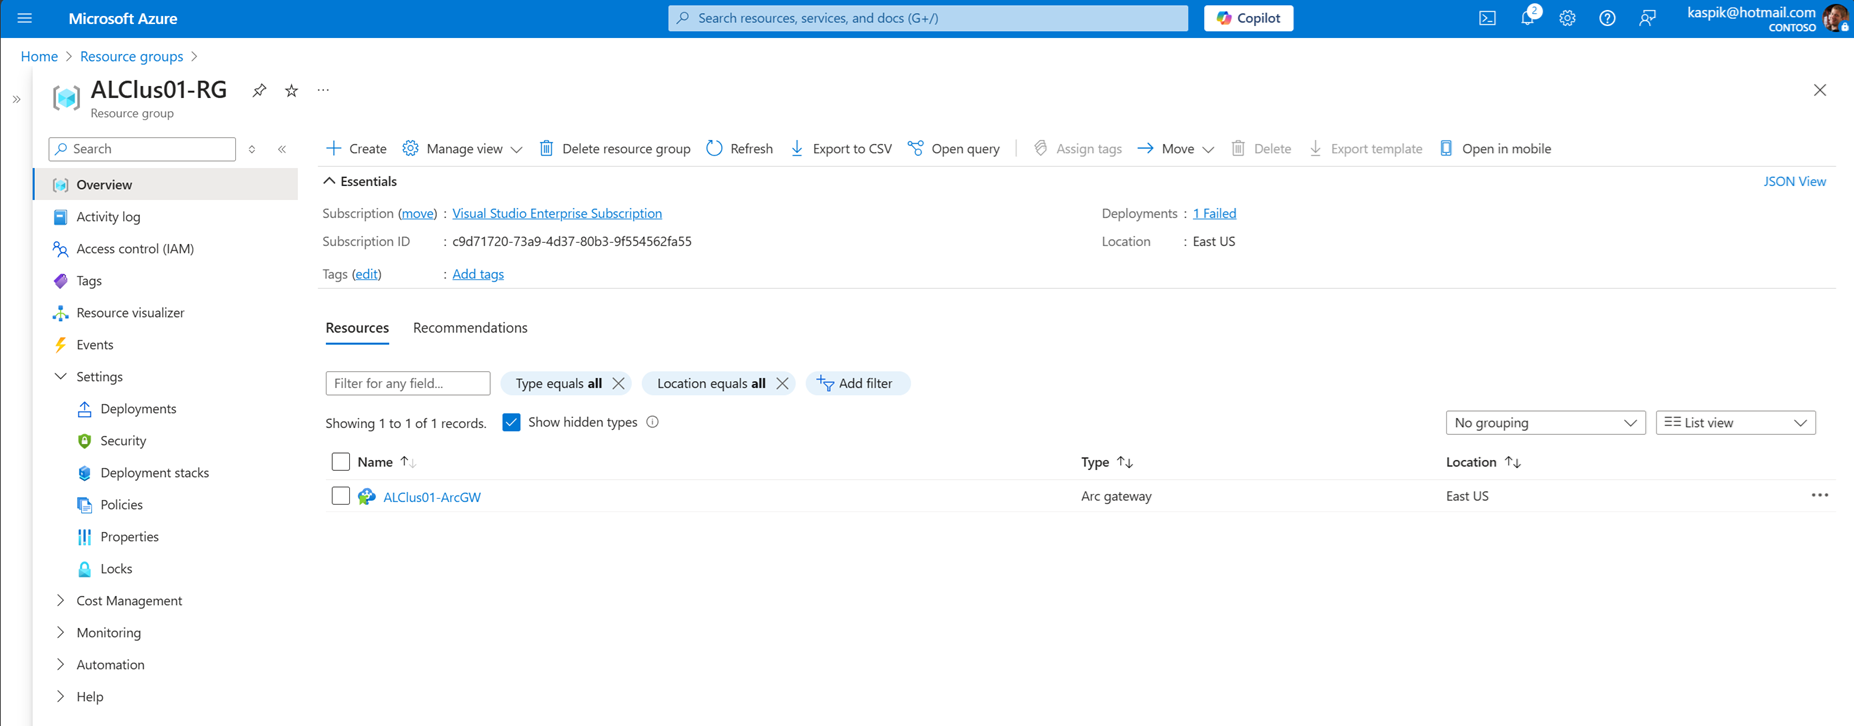 Microsoft Azure
Search resources, services, and docs (G+/)
Copilot
2
kaspik@hotmail.com
CONTOSO
Home > Resource groups >
ALClus01-RG
Resource group
Search
Overview
Activity log
Access control (IAM)
Tags
Resource visualizer
Events
Settings
Deployments
Security
Deployment stacks
Policies
Properties
Locks
Cost Management
Monitoring
Automation
Help
Create Manage view Delete resource group Refresh Export to CSV Open query Assign tags Move Delete Export template Open in mobile
Essentials
JSON View
Subscription (move) : Visual Studio Enterprise Subscription
Subscription ID : c9d71720-73a9-4d37-80b3-9f554562fa55
Tags (edit) : Add tags
Deployments : 1 Failed
Location : East US
Resources Recommendations
Filter for any field... Type equals all Location equals all Add filter
Showing 1 to 1 of 1 records. Show hidden types
No grouping List view
Name Type Location
ALClus01-ArcGW Arc gateway East US